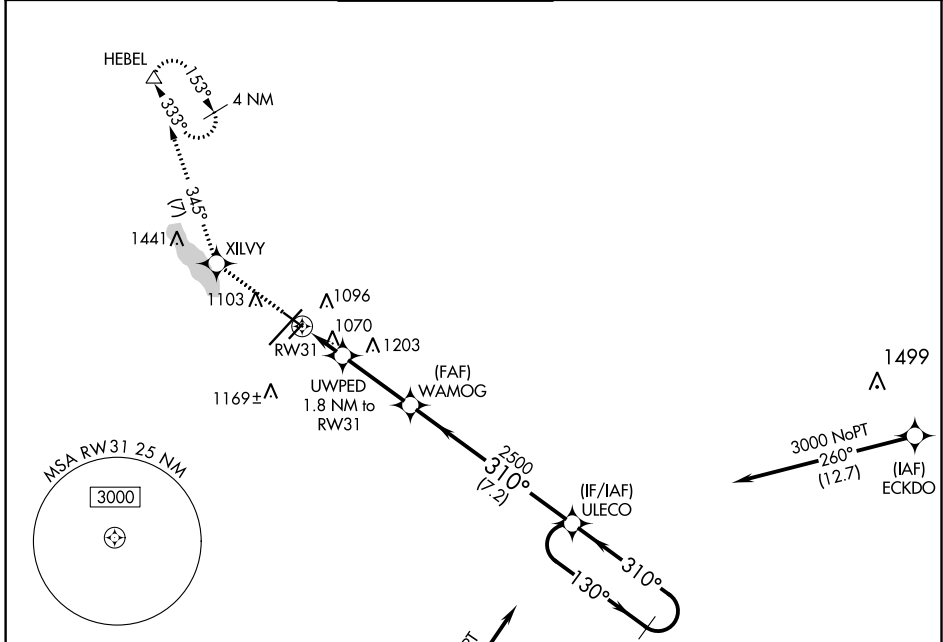 HEBEL
153°
4 NM
333°
345°
(7)
1441
XILVY
1103
1096
1070
RW31
1203
1499
UWPED
1.8 NM to
RW31
(FAF)
WAMOG
1169±
3000 NoPT
260°
(12.7)
(IAF)
ECKDO
MSA RW31 25 NM
3000
2500
310°
(7.2)
(IF/IAF)
ULECO
310°
130°